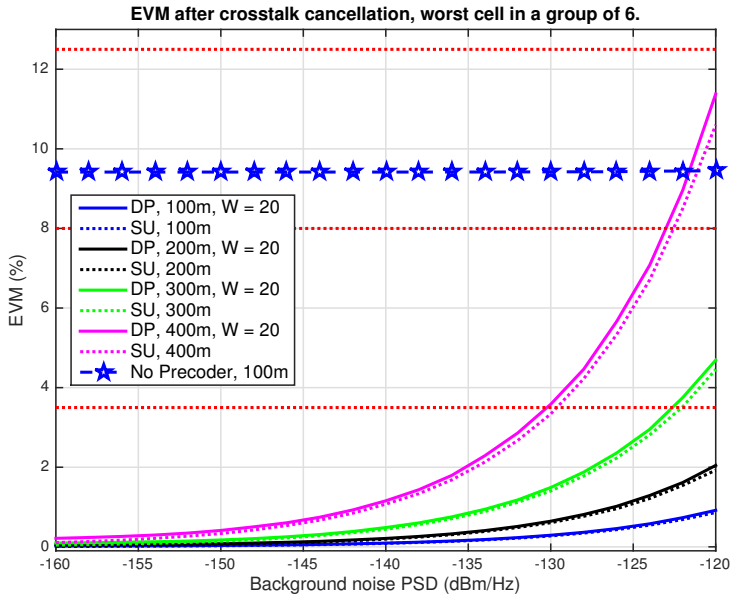 EVM after crosstalk cancellation, worst cell in a group of 6.
12
10
8
6
4
2
0
EVM (%)
DP, 100m, W = 20
SU, 100m
DP, 200m, W = 20
SU, 200m
DP, 300m, W = 20
SU, 300m
DP, 400m, W = 20
SU, 400m
No Precoder, 100m
-160 -155 -150 -145 -140 -135 -130 -125 -120
Background noise PSD (dBm/Hz)